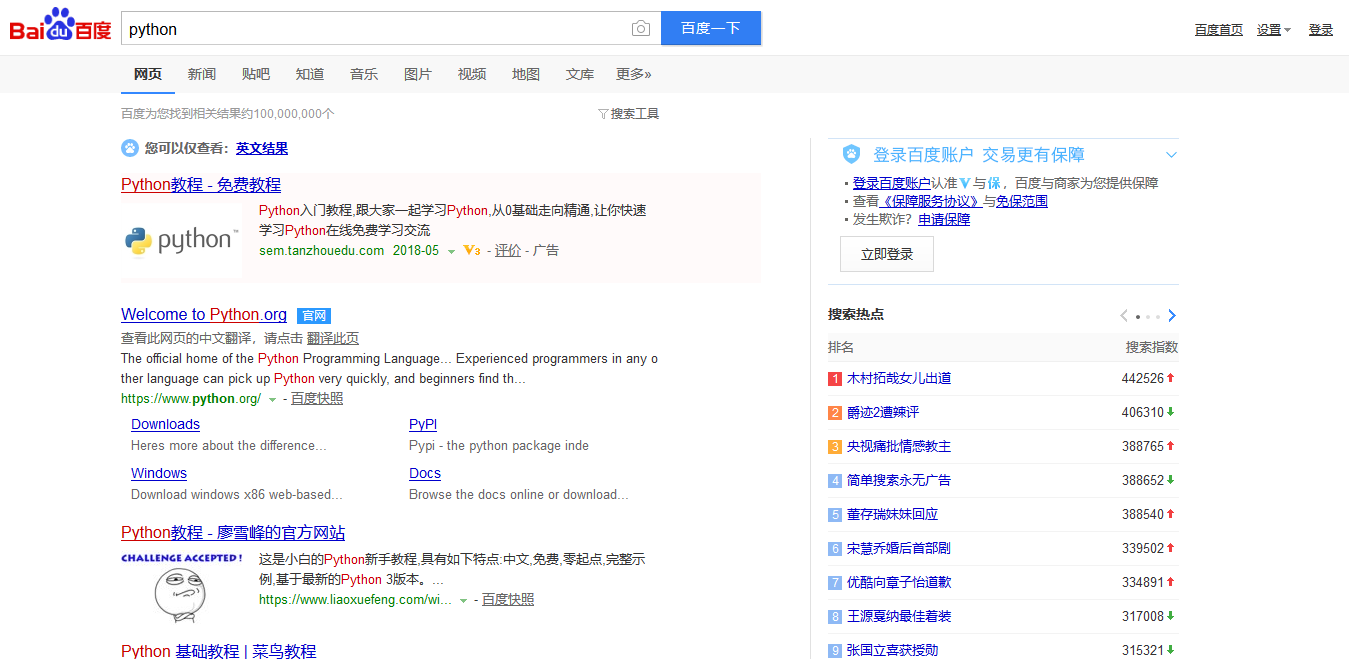 Bai du 百度
python
百度一下
百度首页 设置 登录
网页 新闻 贴吧 知道 音乐 图片 视频 地图 文库 更多»
百度为您找到相关结果约100,000,000个
搜索工具
您可以仅查看：英文结果
Python教程 - 免费教程
python™
Python入门教程,跟大家一起学习Python,从0基础走向精通,让你快速
学习Python在线免费学习交流
sem.tanzhouedu.com 2018-05 V3 - 评价 - 广告
Welcome to Python.org 官网
查看此网页的中文翻译，请点击 翻译此页
The official home of the Python Programming Language... Experienced programmers in any o
ther language can pick up Python very quickly, and beginners find th...
https://www.python.org/ - 百度快照
Downloads
Heres more about the difference...
PyPI
Pypi - the python package inde
Windows
Download windows x86 web-based...
Docs
Browse the docs online or download...
Python教程 - 廖雪峰的官方网站
CHALLENGE ACCEPTED!
这是小白的Python新手教程,具有如下特点:中文,免费,零起点,完整示
例,基于最新的Python 3版本。...
https://www.liaoxuefeng.com/wi... - 百度快照
Python 基础教程 | 菜鸟教程
登录百度账户 交易更有保障
登录百度账户认准V与保，百度与商家为您提供保障
查看《保障服务协议》与免保范围
发生欺诈？申请保障
立即登录
搜索热点
排名 搜索指数
1 木村拓哉女儿出道 442526
2 爵迹2遭辣评 406310
3 央视痛批情感教主 388765
4 简单搜索永无广告 388652
5 董存瑞妹妹回应 388540
6 宋慧乔婚后首部剧 339502
7 优酷向章子怡道歉 334891
8 王源戛纳最佳着装 317008
9 张国立喜获授勋 315321